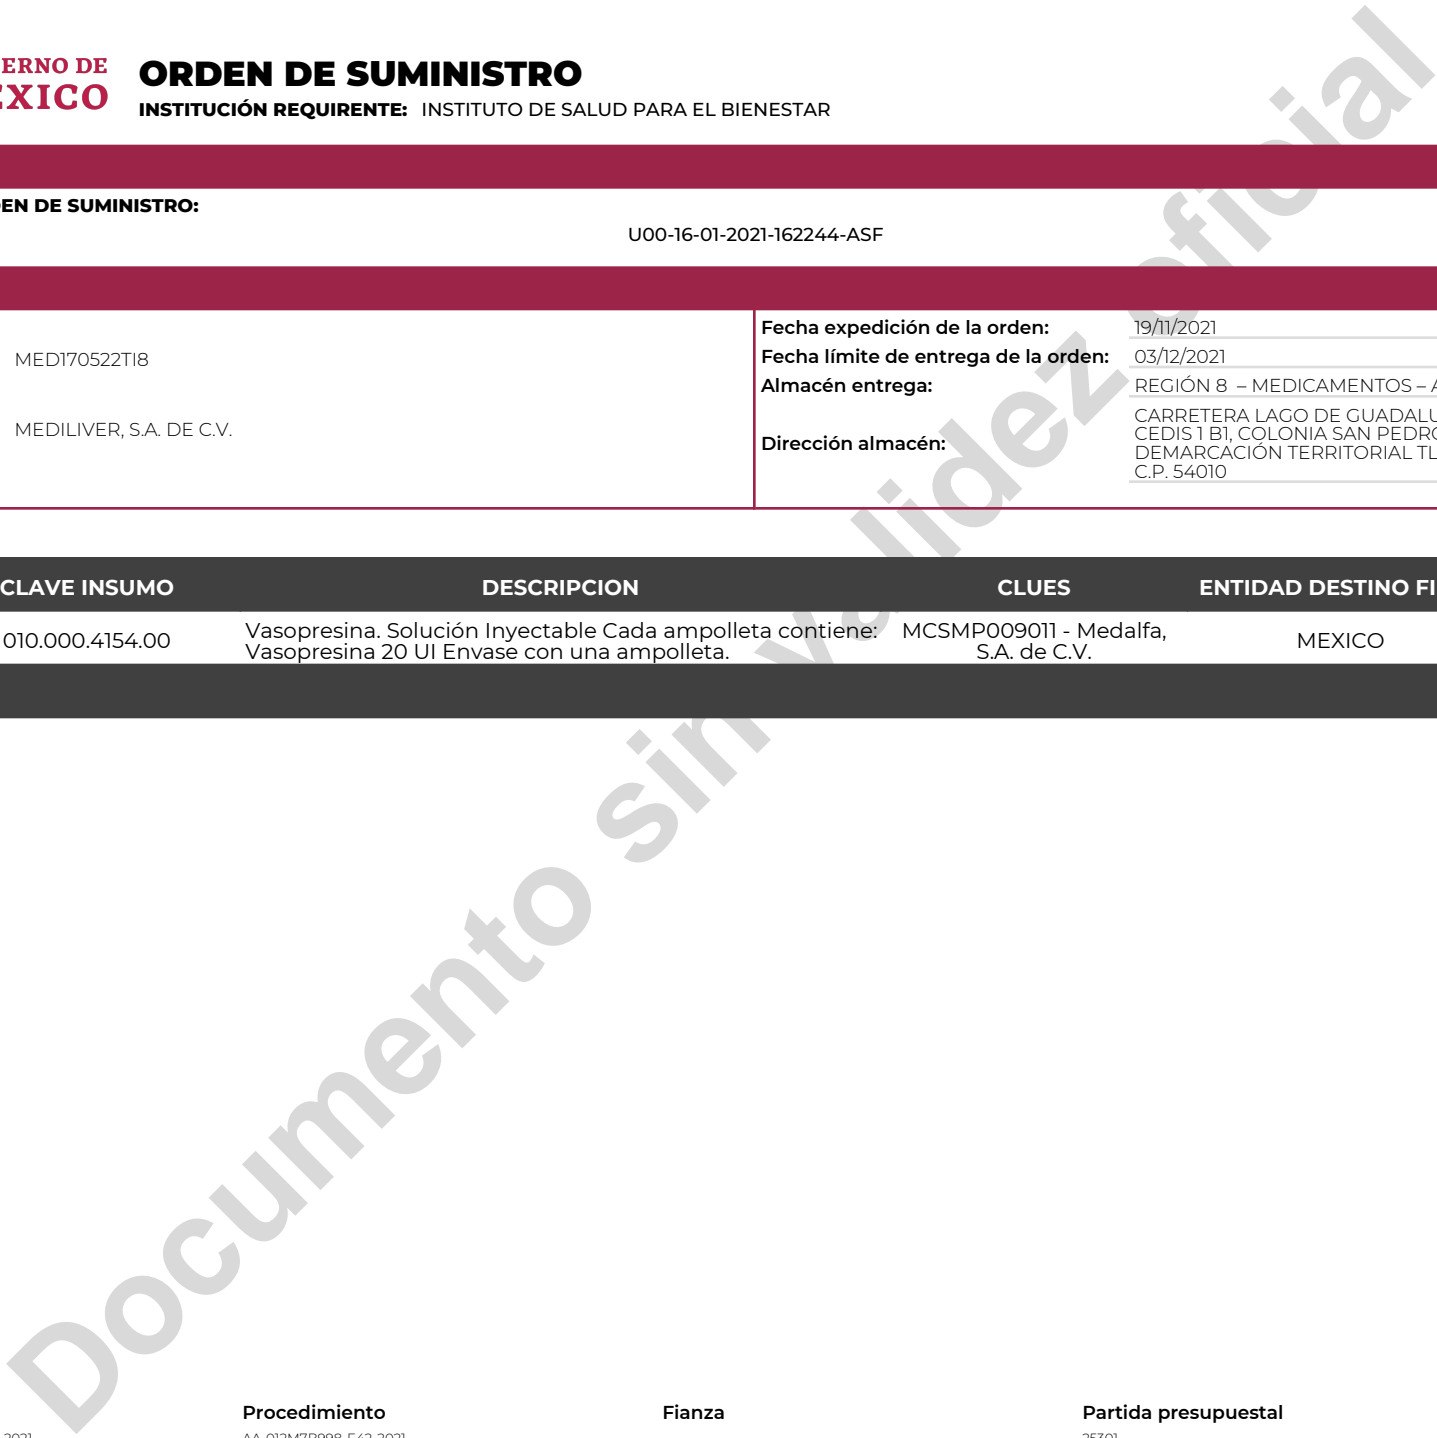 ERNO DE
EXICO
ORDEN DE SUMINISTRO
INSTITUCIÓN REQUIRENTE: INSTITUTO DE SALUD PARA EL BIENESTAR
EN DE SUMINISTRO:
U00-16-01-2021-162244-ASF
MED170522TI8
MEDILIVER, S.A. DE C.V.
Fecha expedición de la orden: 19/11/2021
Fecha límite de entrega de la orden: 03/12/2021
Almacén entrega: REGIÓN 8 – MEDICAMENTOS –
Dirección almacén:
CARRETERA LAGO DE GUADALU
CEDIS 1 B1, COLONIA SAN PEDRO
DEMARCACIÓN TERRITORIAL TL
C.P. 54010
CLAVE INSUMO DESCRIPCION CLUES ENTIDAD DESTINO FI
010.000.4154.00
Vasopresina. Solución Inyectable Cada ampolleta contiene:
Vasopresina 20 UI Envase con una ampolleta.
MCSMP009011 - Medalfa,
S.A. de C.V.
MEXICO
Documento sin validez oficial
Procedimiento Fianza Partida presupuestal